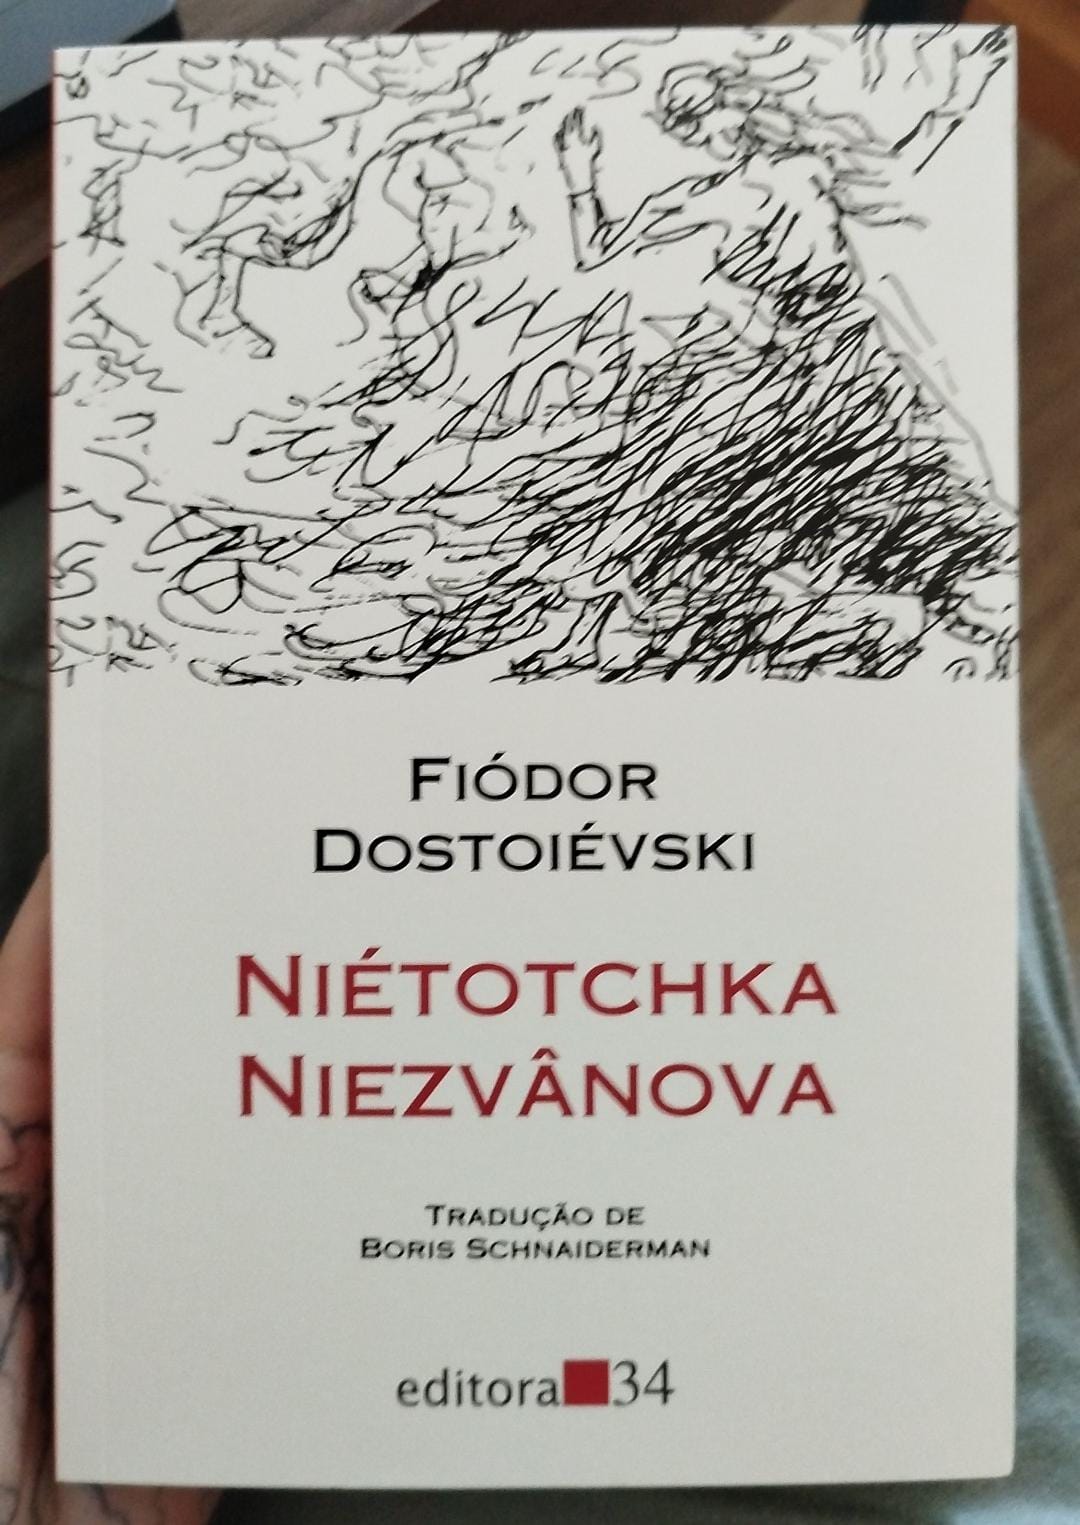 FIÓDOR
DOSTOIÉVSKI
NIÉTOTCHKA
NIEZVÂNOVA
TRADUÇÃO DE
BORIS SCHNAIDERMAN
editora 34